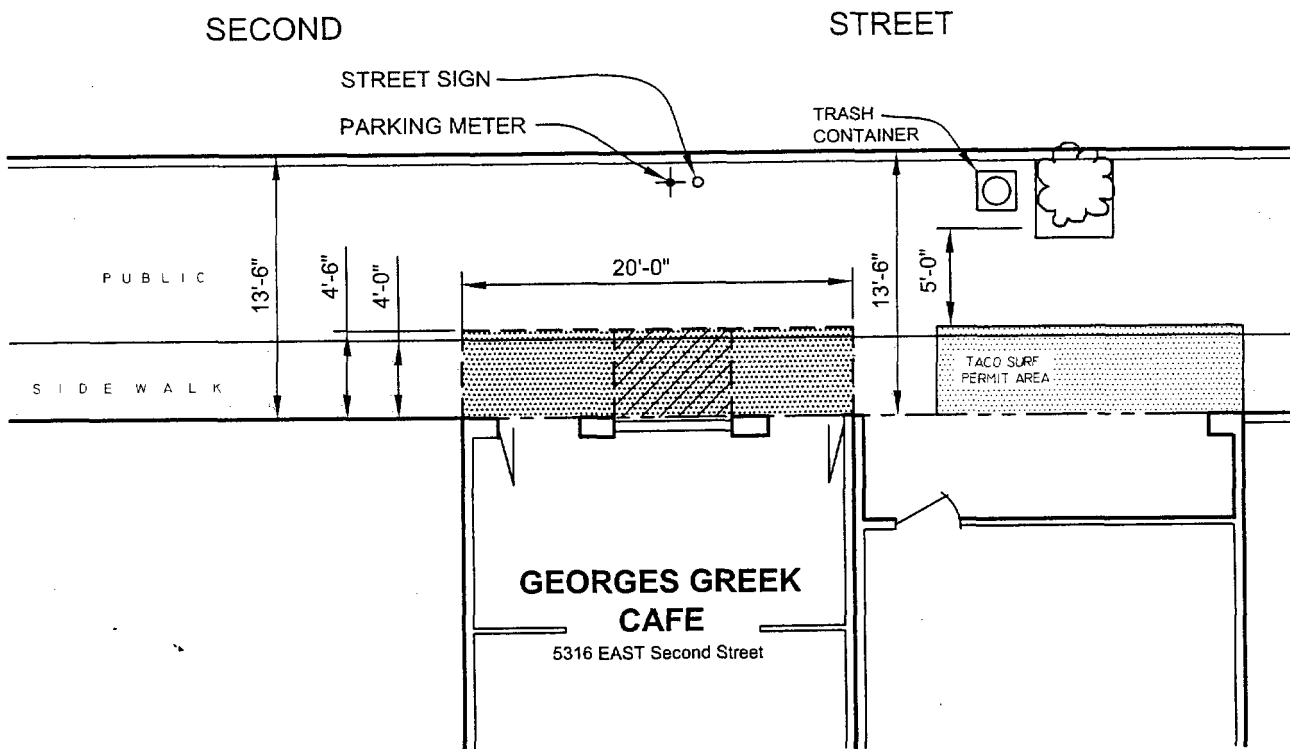 SECOND STREET
STREET SIGN
PARKING METER
TRASH
CONTAINER
13'-6"
4'-6"
4'-0"
20'-0"
13'-6"
5'-0"
PUBLIC
SIDEWALK
TACO SURF
PERMIT AREA
GEORGES GREEK
CAFE
5316 EAST Second Street